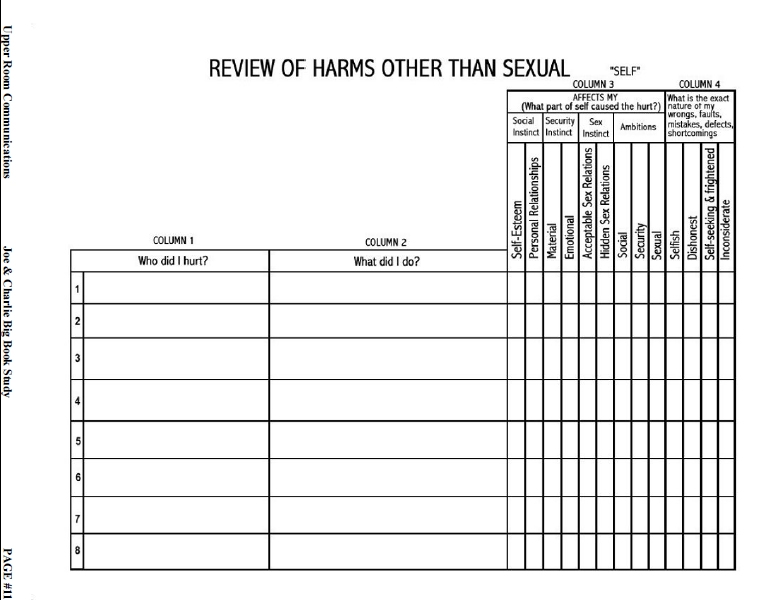 Upper Room Communications
Joe & Charlie Big Book Study
PAGE #11
REVIEW OF HARMS OTHER THAN SEXUAL
"SELF"
COLUMN 3
COLUMN 4
AFFECTS MY
(What part of self caused the hurt?)
What is the exact
nature of my
wrongs, faults,
mistakes, defects,
shortcomings
Social
Instinct
Security
Instinct
Sex
Instinct
Ambitions
Self-Esteem
Personal Relationships
Material
Emotional
Acceptable Sex Relations
Hidden Sex Relations
Social
Security
Sexual
Selfish
Dishonest
Self-seeking & frightened
Inconsiderate
COLUMN 1
COLUMN 2
Who did I hurt?
What did I do?
1
2
3
4
5
6
7
8